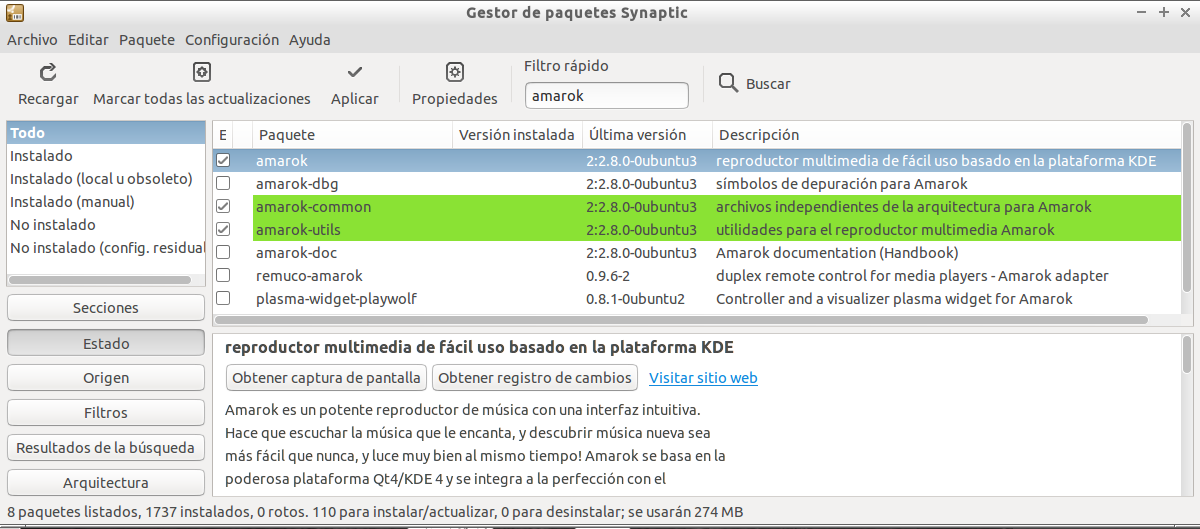 Gestor de paquetes Synaptic
Archivo Editar Paquete Configuración Ayuda
Recargar Marcar todas las actualizaciones Aplicar Propiedades Filtro rápido amarok Buscar
Todo
Instalado
Instalado (local u obsoleto)
Instalado (manual)
No instalado
No instalado (config. residual
Secciones
Estado
Origen
Filtros
Resultados de la búsqueda
Arquitectura
E Paquete Versión instalada Última versión Descripción
amarok 2:2.8.0-0ubuntu3 reproductor multimedia de fácil uso basado en la plataforma KDE
amarok-dbg 2:2.8.0-0ubuntu3 símbolos de depuración para Amarok
amarok-common 2:2.8.0-0ubuntu3 archivos independientes de la arquitectura para Amarok
amarok-utils 2:2.8.0-0ubuntu3 utilidades para el reproductor multimedia Amarok
amarok-doc 2:2.8.0-0ubuntu3 Amarok documentation (Handbook)
remuco-amarok 0.9.6-2 duplex remote control for media players - Amarok adapter
plasma-widget-playwolf 0.8.1-0ubuntu2 Controller and a visualizer plasma widget for Amarok
reproductor multimedia de fácil uso basado en la plataforma KDE
Obtener captura de pantalla Obtener registro de cambios Visitar sitio web
Amarok es un potente reproductor de música con una interfaz intuitiva.
Hace que escuchar la música que le encanta, y descubrir música nueva sea
más fácil que nunca, y luce muy bien al mismo tiempo! Amarok se basa en la
poderosa plataforma Qt4/KDE 4 y se integra a la perfección con el
8 paquetes listados, 1737 instalados, 0 rotos. 110 para instalar/actualizar, 0 para desinstalar; se usarán 274 MB